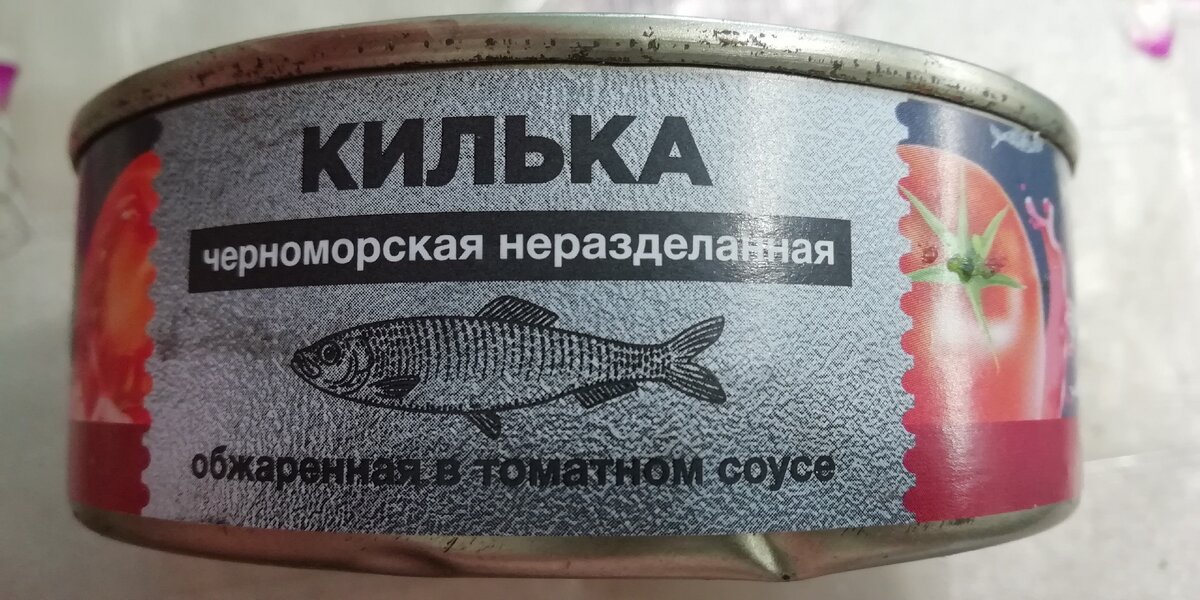 КИЛЬКА
черноморская неразделанная
обжаренная в томатном соусе